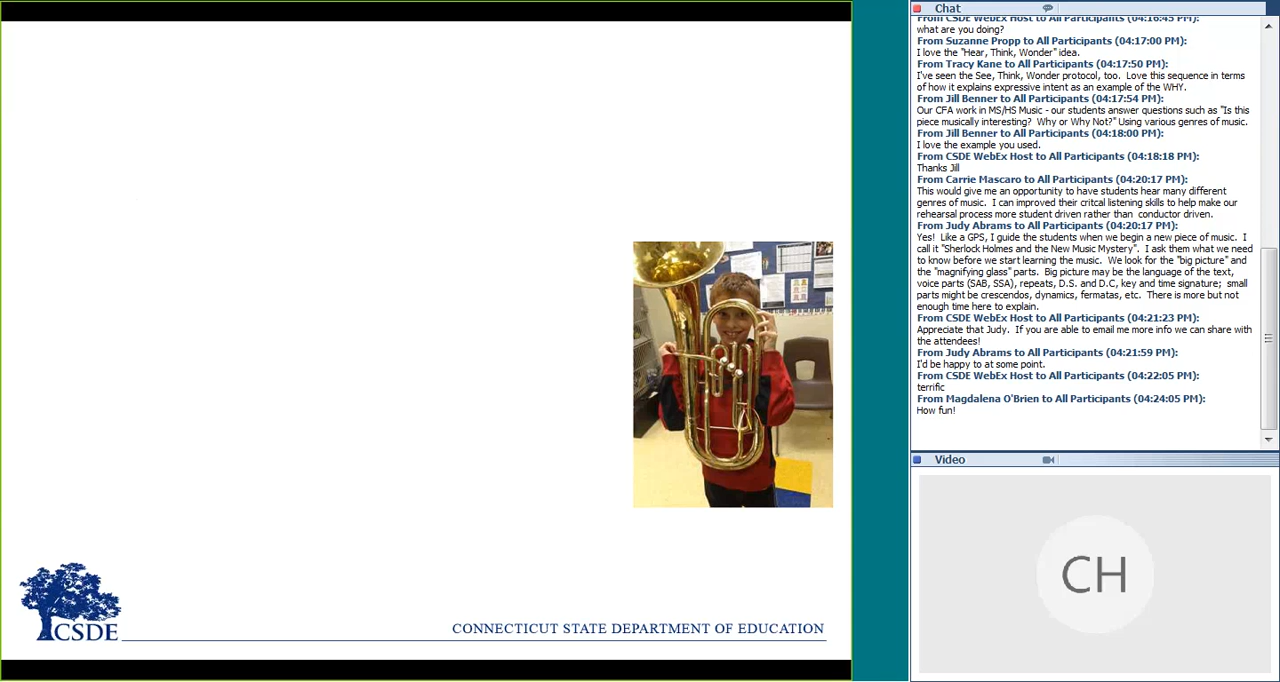 CSDE
CONNECTICUT STATE DEPARTMENT OF EDUCATION
Chat
From CSDE WebEx Host to All Participants (04:16:45 PM):
what are you doing?
From Suzanne Propp to All Participants (04:17:00 PM):
I love the "Hear, Think, Wonder" idea.
From Tracy Kane to All Participants (04:17:50 PM):
I've seen the See, Think, Wonder protocol, too.  Love this sequence in terms
of how it explains expressive intent as an example of the WHY.
From Jill Benner to All Participants (04:17:54 PM):
Our CFA work in MS/HS Music - our students answer questions such as "Is this
piece musically interesting?  Why or Why Not?" Using various genres of music.
From Jill Benner to All Participants (04:18:00 PM):
I love the example you used.
From CSDE WebEx Host to All Participants (04:18:18 PM):
Thanks Jill
From Carrie Mascaro to All Participants (04:20:17 PM):
This would give me an opportunity to have students hear many different
genres of music.  I can improved their critcal listening skills to help make our
rehearsal process more student driven rather than  conductor driven.
From Judy Abrams to All Participants (04:20:17 PM):
Yes!  Like a GPS, I guide the students when we begin a new piece of music.  I
call it "Sherlock Holmes and the New Music Mystery".  I ask them what we need
to know before we start learning the music.  We look for the "big picture" and
the "magnifying glass" parts.  Big picture may be the language of the text,
voice parts (SAB, SSA), repeats, D.S. and D.C, key and time signature;  small
parts might be crescendos, dynamics, fermatas, etc.  There is more but not
enough time here to explain.
From CSDE WebEx Host to All Participants (04:21:23 PM):
Appreciate that Judy.  If you are able to email me more info we can share with
the attendees!
From Judy Abrams to All Participants (04:21:59 PM):
I'd be happy to at some point.
From CSDE WebEx Host to All Participants (04:22:05 PM):
terrific
From Magdalena O'Brien to All Participants (04:24:05 PM):
How fun!
Video
CH